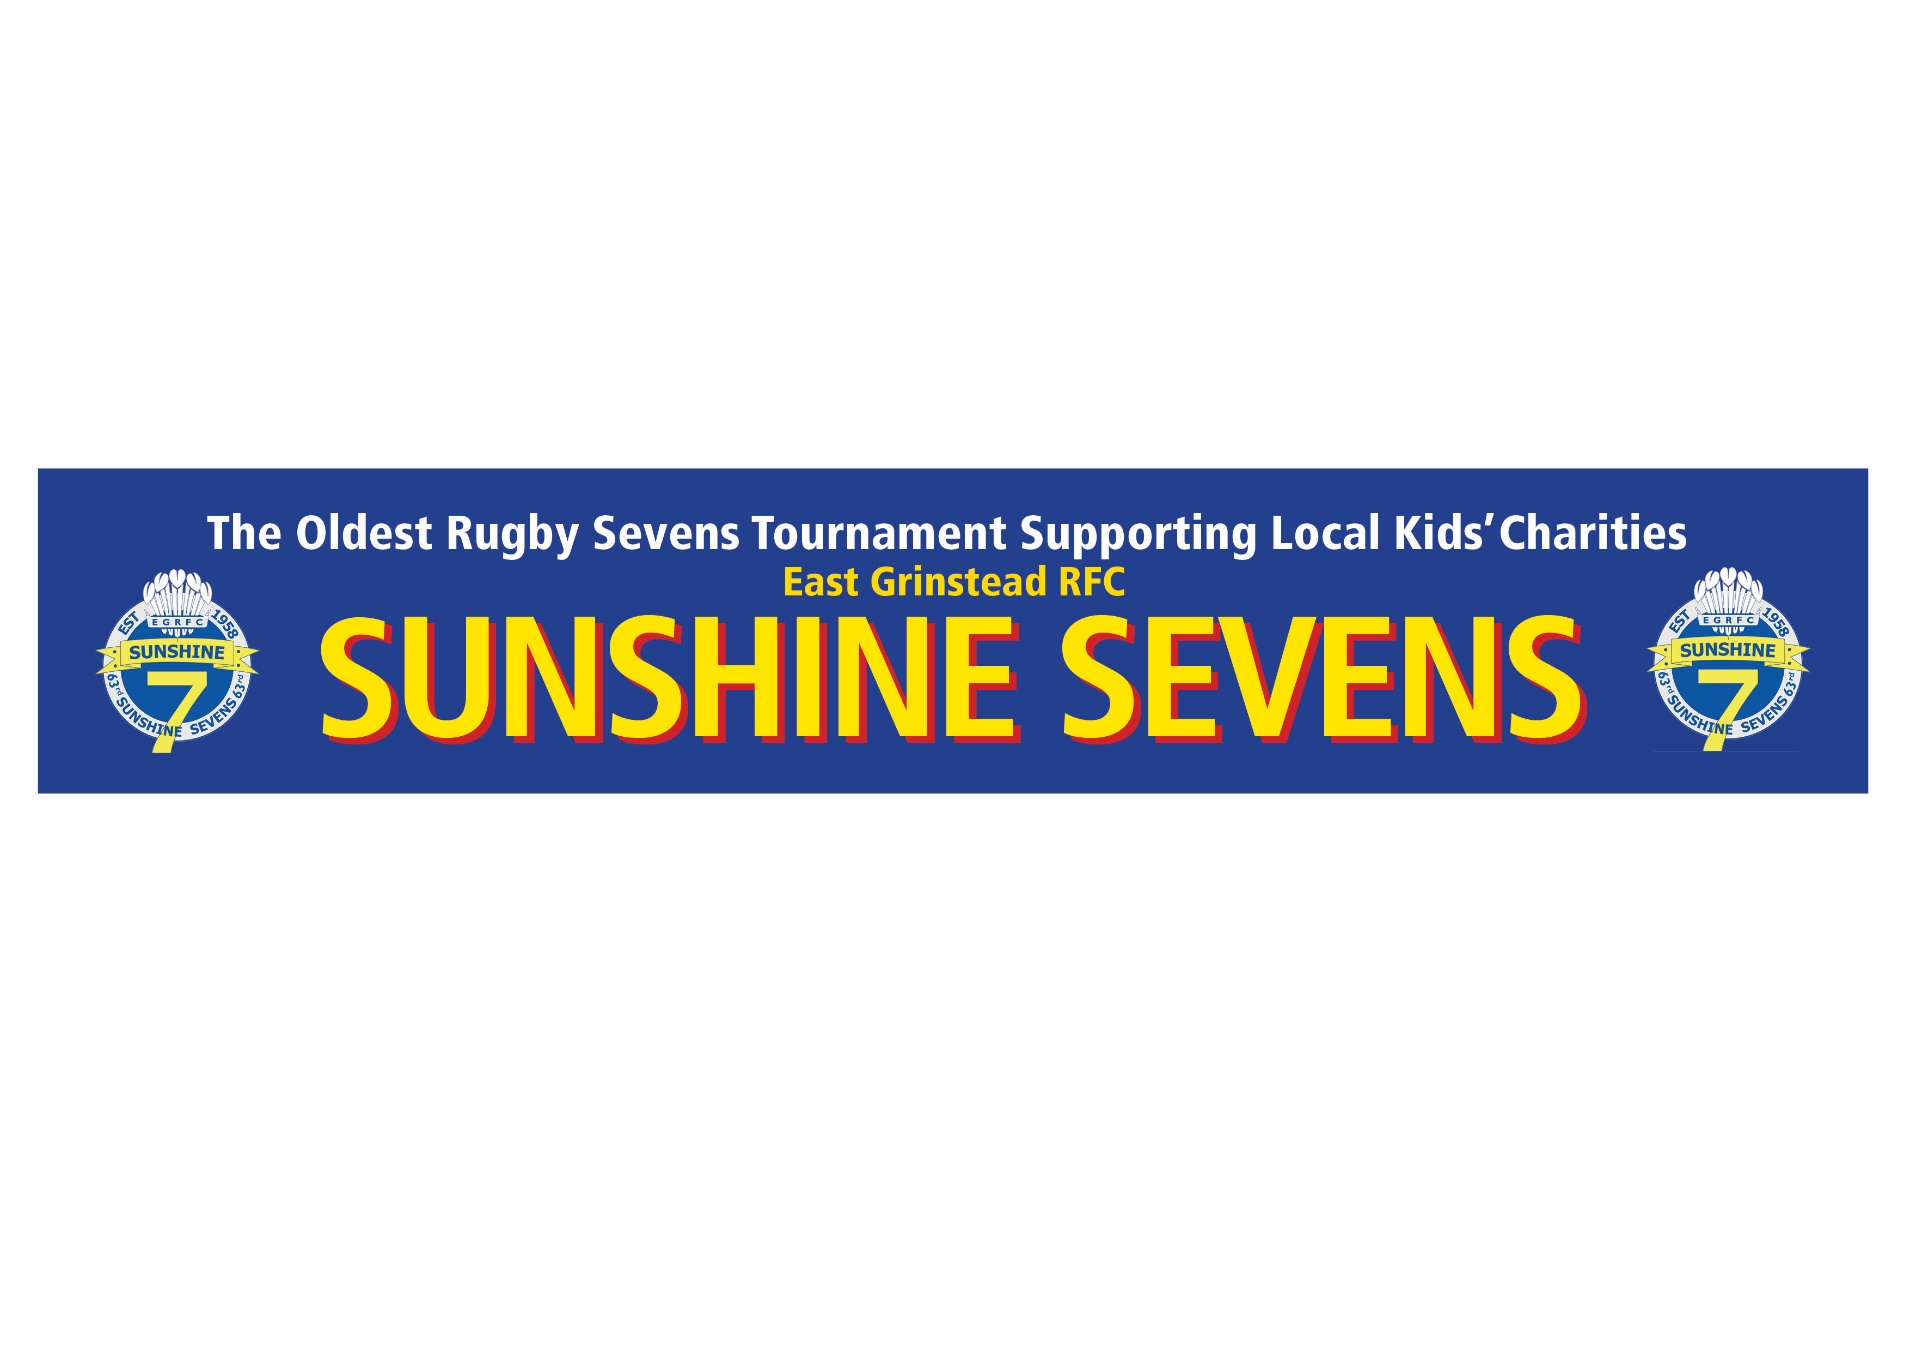 The Oldest Rugby Sevens Tournament Supporting Local Kids’ Charities
East Grinstead RFC
SUNSHINE SEVENS
EST 1958
EGRFC
SUNSHINE
7
63rd SUNSHINE SEVENS 63rd
EST 1958
EGRFC
SUNSHINE
7
63rd SUNSHINE SEVENS 63rd